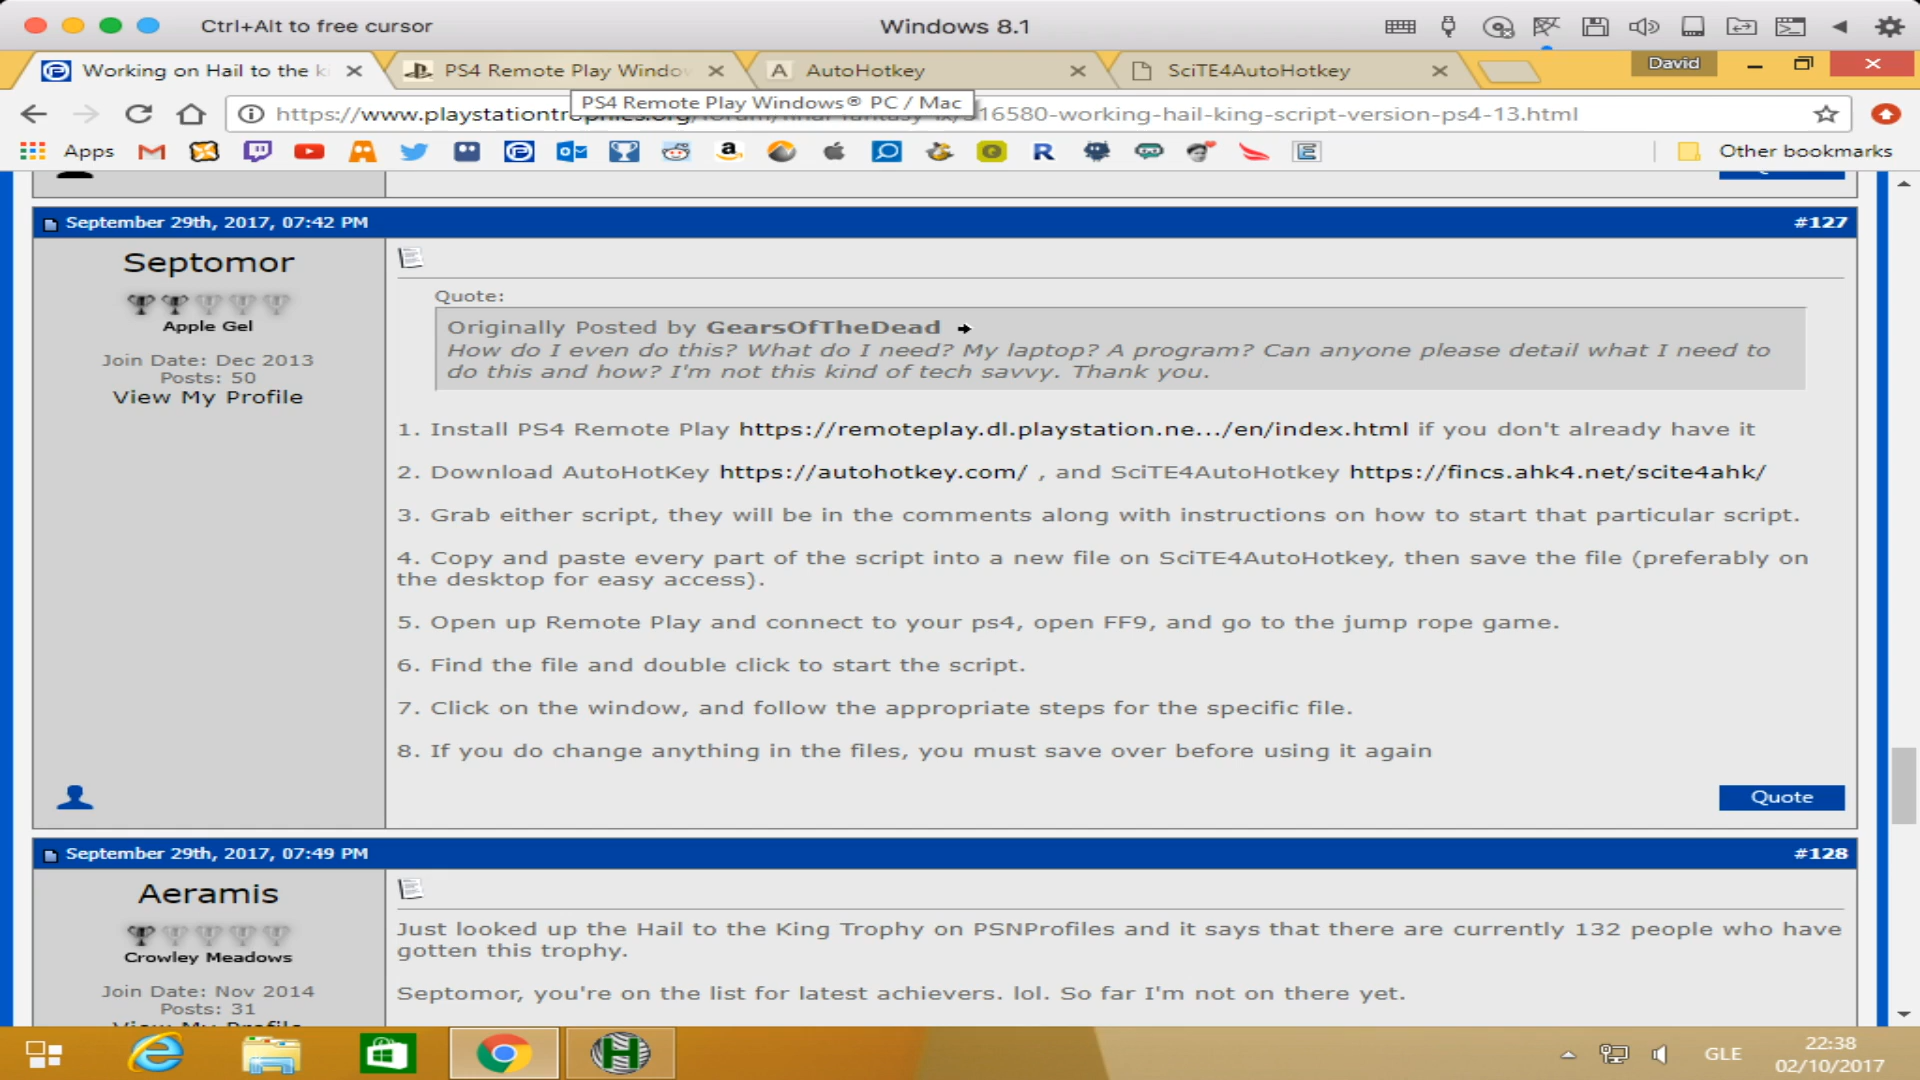 Ctrl+Alt to free cursor
Windows 8.1
Working on Hail to the ki
PS4 Remote Play Windo
AutoHotkey
SciTE4AutoHotkey
David
PS4 Remote Play Windows® PC / Mac
https://www.playstationtrophies.org/forum/final-fantasy-ix/316580-working-hail-king-script-version-ps4-13.html
Apps
Other bookmarks
September 29th, 2017, 07:42 PM
#127
Septomor
Apple Gel
Join Date: Dec 2013
Posts: 50
View My Profile
Quote:
Originally Posted by GearsOfTheDead
How do I even do this? What do I need? My laptop? A program? Can anyone please detail what I need to
do this and how? I'm not this kind of tech savvy. Thank you.
1. Install PS4 Remote Play https://remoteplay.dl.playstation.ne.../en/index.html if you don't already have it
2. Download AutoHotKey https://autohotkey.com/ , and SciTE4AutoHotkey https://fincs.ahk4.net/scite4ahk/
3. Grab either script, they will be in the comments along with instructions on how to start that particular script.
4. Copy and paste every part of the script into a new file on SciTE4AutoHotkey, then save the file (preferably on
the desktop for easy access).
5. Open up Remote Play and connect to your ps4, open FF9, and go to the jump rope game.
6. Find the file and double click to start the script.
7. Click on the window, and follow the appropriate steps for the specific file.
8. If you do change anything in the files, you must save over before using it again
Quote
September 29th, 2017, 07:49 PM
#128
Aeramis
Crowley Meadows
Join Date: Nov 2014
Posts: 31
View My Profile
Just looked up the Hail to the King Trophy on PSNProfiles and it says that there are currently 132 people who have
gotten this trophy.
Septomor, you're on the list for latest achievers. lol. So far I'm not on there yet.
GLE
22:38
02/10/2017